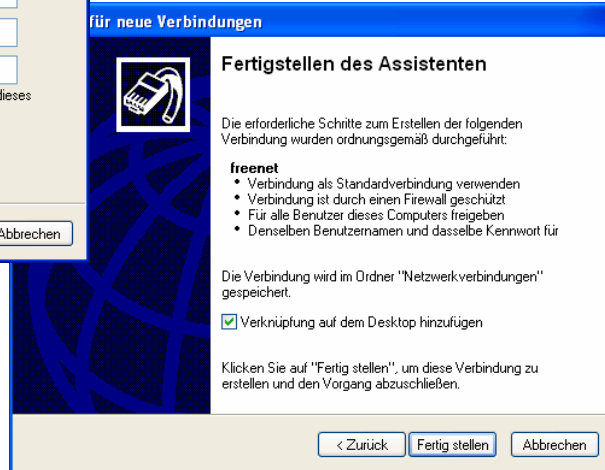 dieses
Abbrechen
für neue Verbindungen
Fertigstellen des Assistenten
Die erforderliche Schritte zum Erstellen der folgenden
Verbindung wurden ordnungsgemäß durchgeführt:
freenet
• Verbindung als Standardverbindung verwenden
• Verbindung ist durch einen Firewall geschützt
• Für alle Benutzer dieses Computers freigeben
• Denselben Benutzernamen und dasselbe Kennwort für
Die Verbindung wird im Ordner "Netzwerkverbindungen"
gespeichert.
Verknüpfung auf dem Desktop hinzufügen
Klicken Sie auf "Fertig stellen", um diese Verbindung zu
erstellen und den Vorgang abzuschließen.
< Zurück Fertig stellen Abbrechen